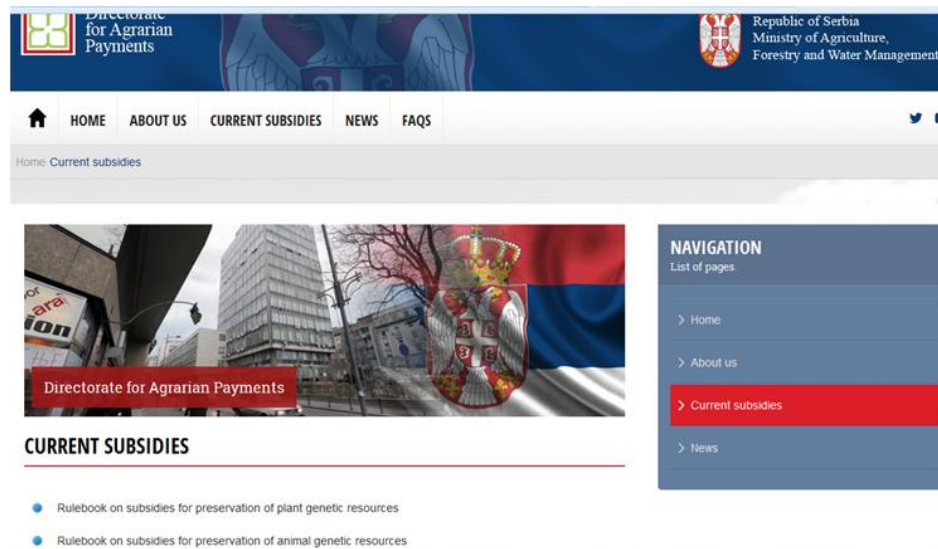 Directorate
for Agrarian
Payments
Republic of Serbia
Ministry of Agriculture,
Forestry and Water Management
HOME ABOUT US CURRENT SUBSIDIES NEWS FAQS
Home Current subsidies
Directorate for Agrarian Payments
NAVIGATION
List of pages.
> Home
> About us
> Current subsidies
> News
CURRENT SUBSIDIES
Rulebook on subsidies for preservation of plant genetic resources
Rulebook on subsidies for preservation of animal genetic resources